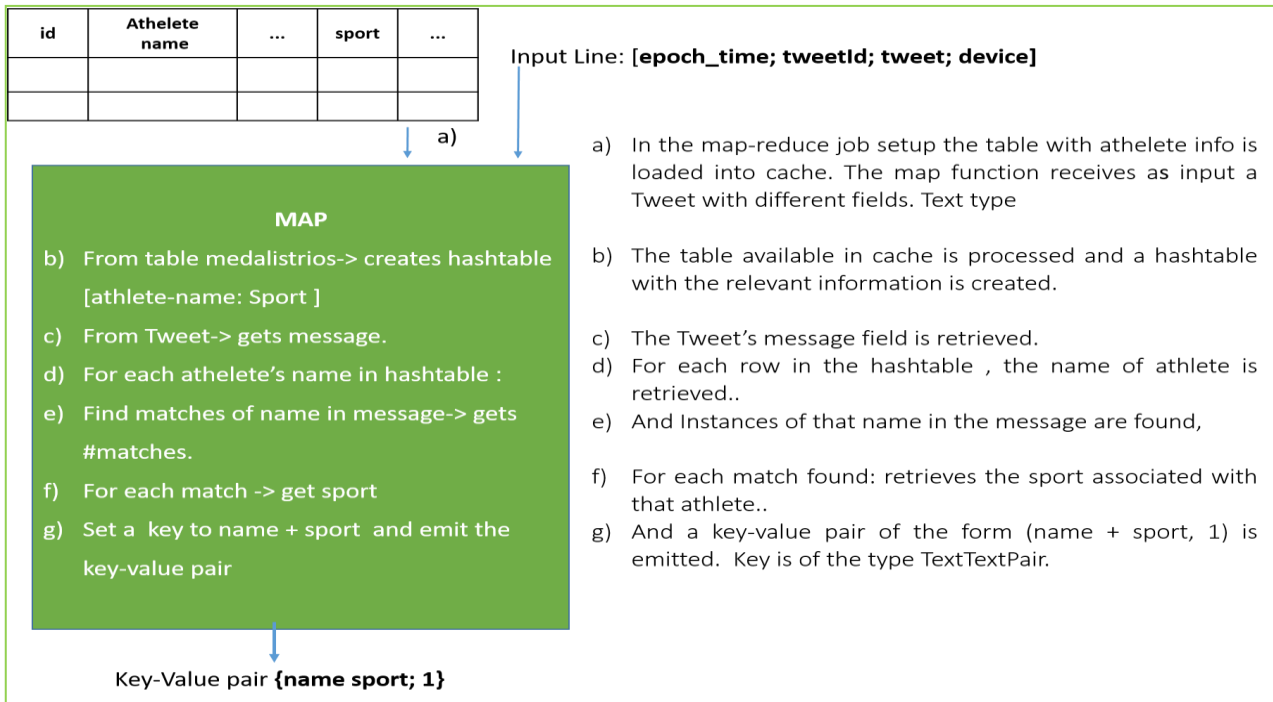 id
Athelete
name
...
sport
...
Input Line: [epoch_time; tweetId; tweet; device]
a)
MAP
b) From table medalistrios-> creates hashtable
[athlete-name: Sport ]
c) From Tweet-> gets message.
d) For each athelete's name in hashtable :
e) Find matches of name in message-> gets
#matches.
f) For each match -> get sport
g) Set a key to name + sport and emit the
key-value pair
Key-Value pair {name sport; 1}
a) In the map-reduce job setup the table with athelete info is
loaded into cache. The map function receives as input a
Tweet with different fields. Text type
b) The table available in cache is processed and a hashtable
with the relevant information is created.
c) The Tweet’s message field is retrieved.
d) For each row in the hashtable , the name of athlete is
retrieved..
e) And Instances of that name in the message are found,
f) For each match found: retrieves the sport associated with
that athlete..
g) And a key-value pair of the form (name + sport, 1) is
emitted. Key is of the type TextTextPair.